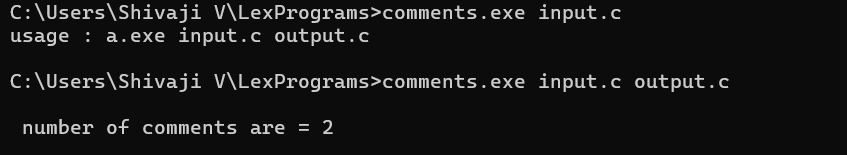 C:\Users\Shivaji V\LexPrograms>comments.exe input.c
usage : a.exe input.c output.c
C:\Users\Shivaji V\LexPrograms>comments.exe input.c output.c
number of comments are = 2